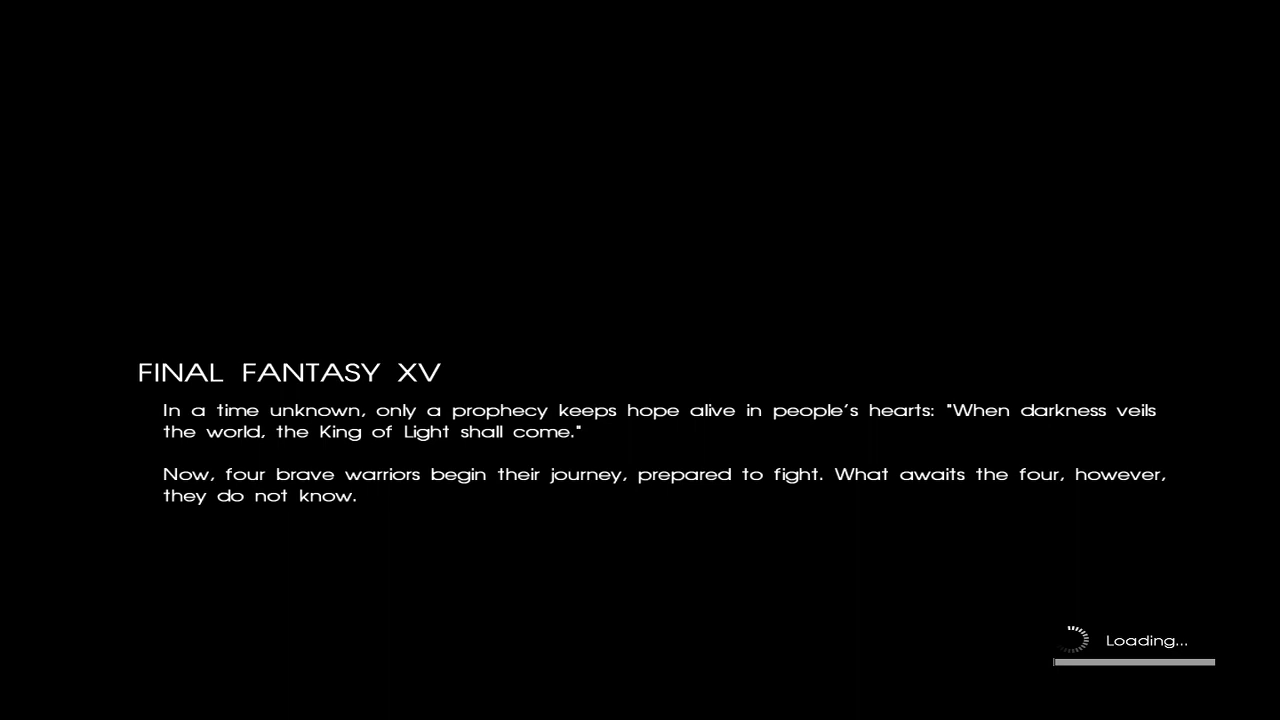 FINAL FANTASY XV
In a time unknown, only a prophecy keeps hope alive in people's hearts: "When darkness veils
the world, the King of Light shall come."
Now, four brave warriors begin their journey, prepared to fight. What awaits the four, however,
they do not know.
Loading...